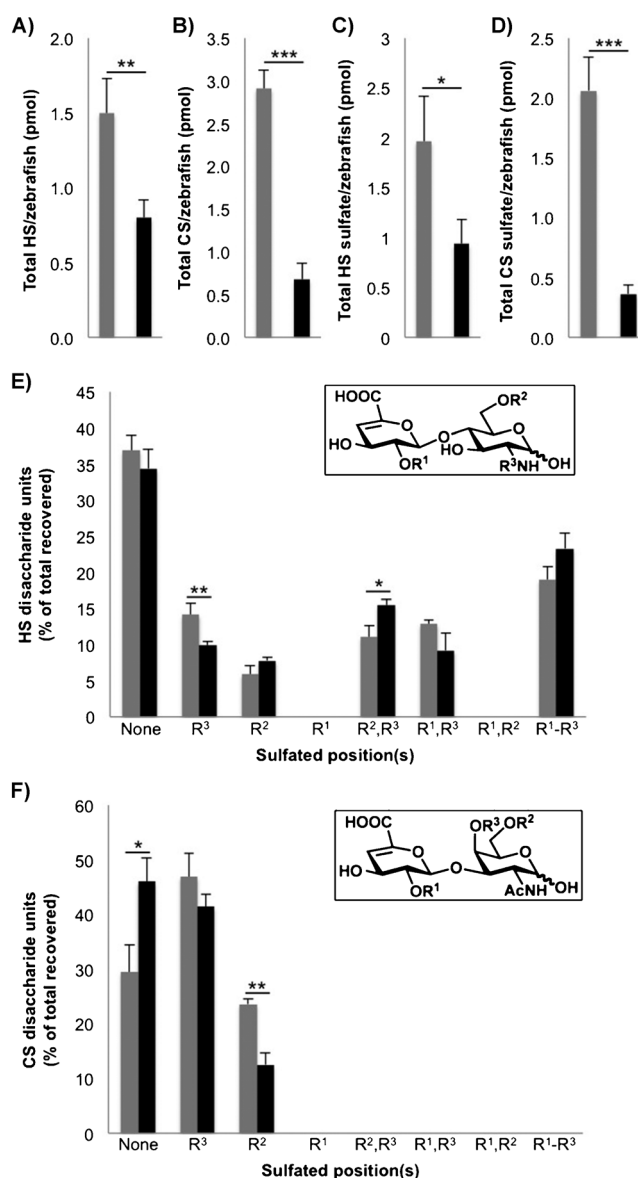 A)
Total HS/zebrafish (pmol)
2.0
1.5
1.0
0.5
0.0
**
B)
Total CS/zebrafish (pmol)
3.5
3.0
2.5
2.0
1.5
1.0
0.5
0.0
***
C)
Total HS sulfate/zebrafish (pmol)
3
2.5
2
1.5
1
0.5
0
*
D)
Total CS sulfate/zebrafish (pmol)
2.5
2.0
1.5
1.0
0.5
0.0
***
E)
HS disaccharide units
(% of total recovered)
45
40
35
30
25
20
15
10
5
0
**
*
HOOC
OR²
O
O
O
HO
OR¹
HO
R³NH
OH
None R³ R² R¹ R²,R³ R¹,R³ R¹,R² R¹-R³
Sulfated position(s)
F)
CS disaccharide units
(% of total recovered)
60
50
40
30
20
10
0
*
**
HOOC
OR³
OR²
O
O
O
HO
OR¹
AcNH
OH
None R³ R² R¹ R²,R³ R¹,R³ R¹,R² R¹-R³
Sulfated position(s)